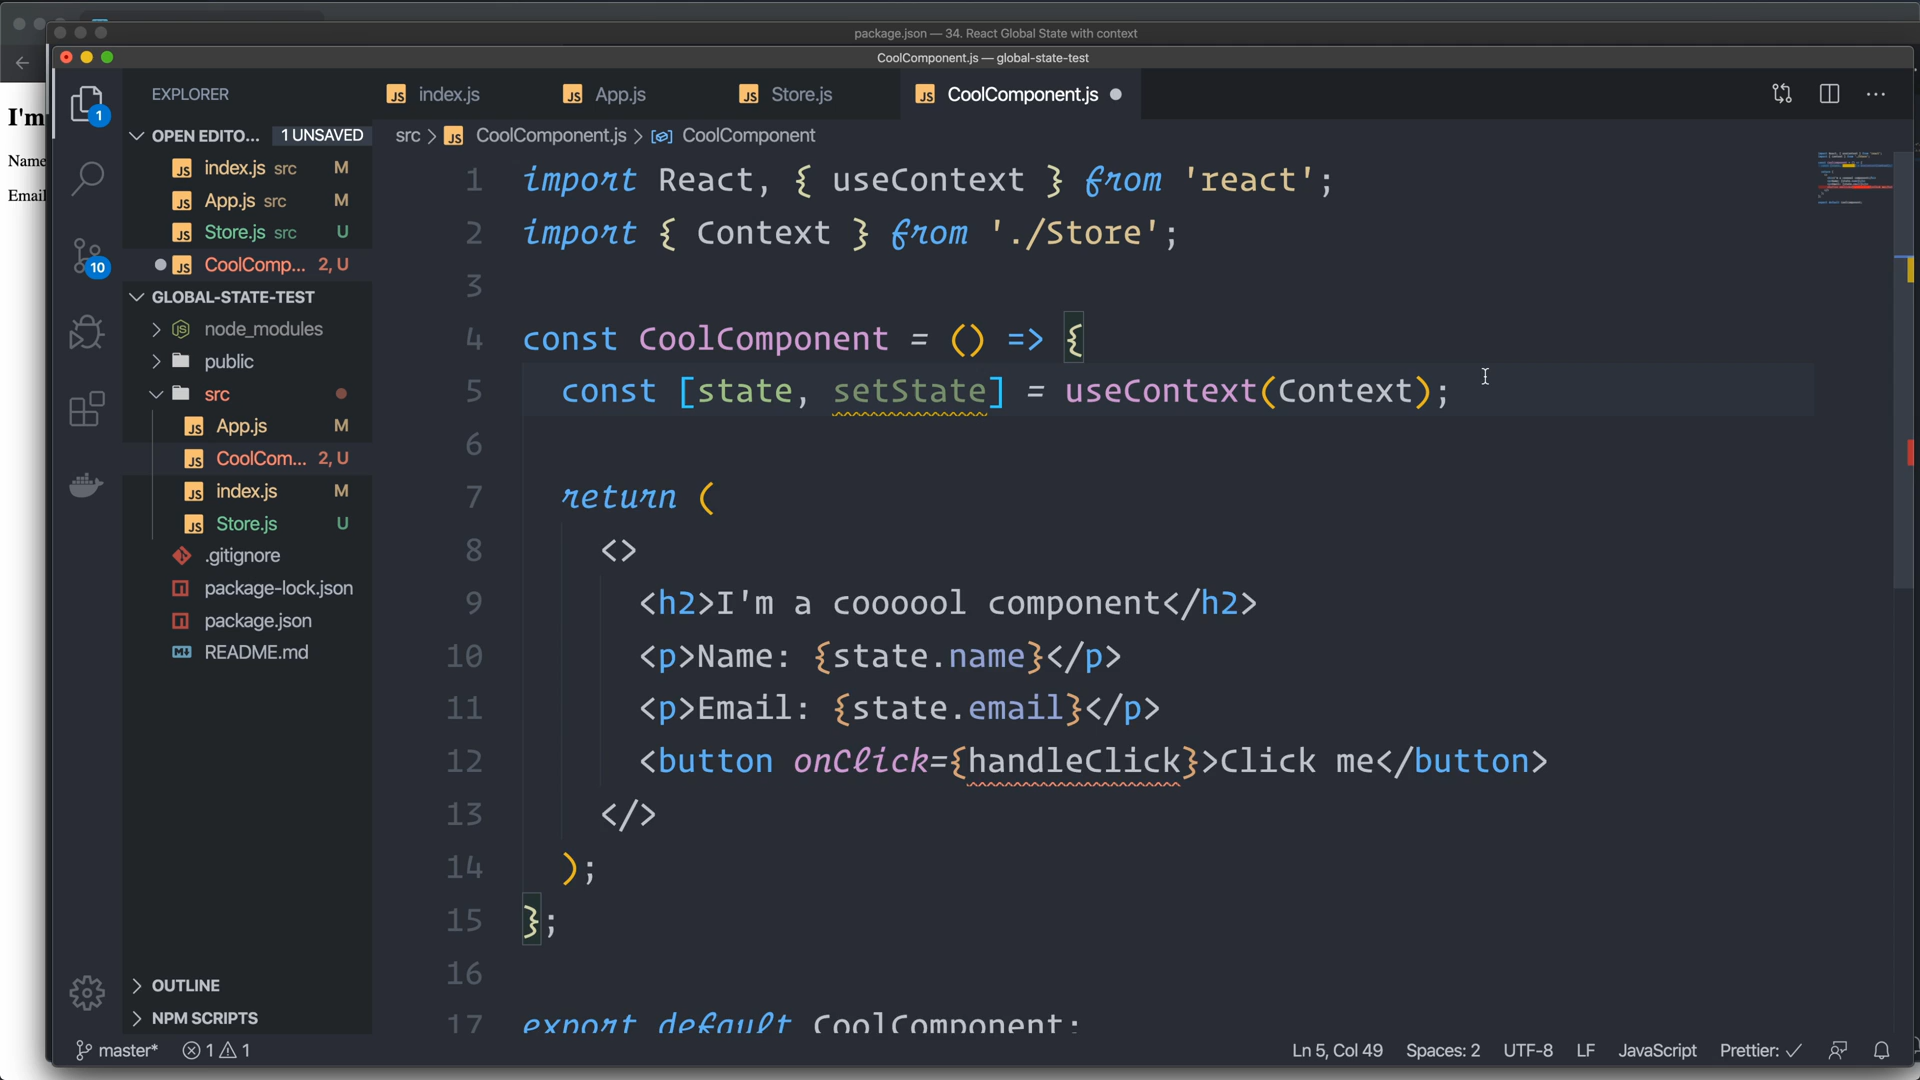 package.json — 34. React Global State with context
CoolComponent.js — global-state-test
I'm
Name
Email
EXPLORER
OPEN EDITO... 1 UNSAVED
index.js src M
App.js src M
Store.js src U
CoolComp... 2, U
GLOBAL-STATE-TEST
node_modules
public
src
App.js M
CoolCom... 2, U
index.js M
Store.js U
.gitignore
package-lock.json
package.json
README.md
OUTLINE
NPM SCRIPTS
1
10
index.js
App.js
Store.js
CoolComponent.js
src > CoolComponent.js > CoolComponent
1 import React, { useContext } from 'react';
2 import { Context } from './Store';
3
4 const CoolComponent = () => {
5 const [state, setState] = useContext(Context);
6
7 return (
8 <>
9 <h2>I'm a coooool component</h2>
10 <p>Name: {state.name}</p>
11 <p>Email: {state.email}</p>
12 <button onClick={handleClick}>Click me</button>
13 </>
14 );
15 };
16
17 export default CoolComponent;
master* 1 1
Ln 5, Col 49 Spaces: 2 UTF-8 LF JavaScript Prettier: ✓